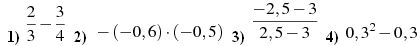 1) 2/3 − 3/4 2) −(−0,6)·(−0,5) 3) (−2,5−3)/(2,5−3) 4) 0,3² − 0,3